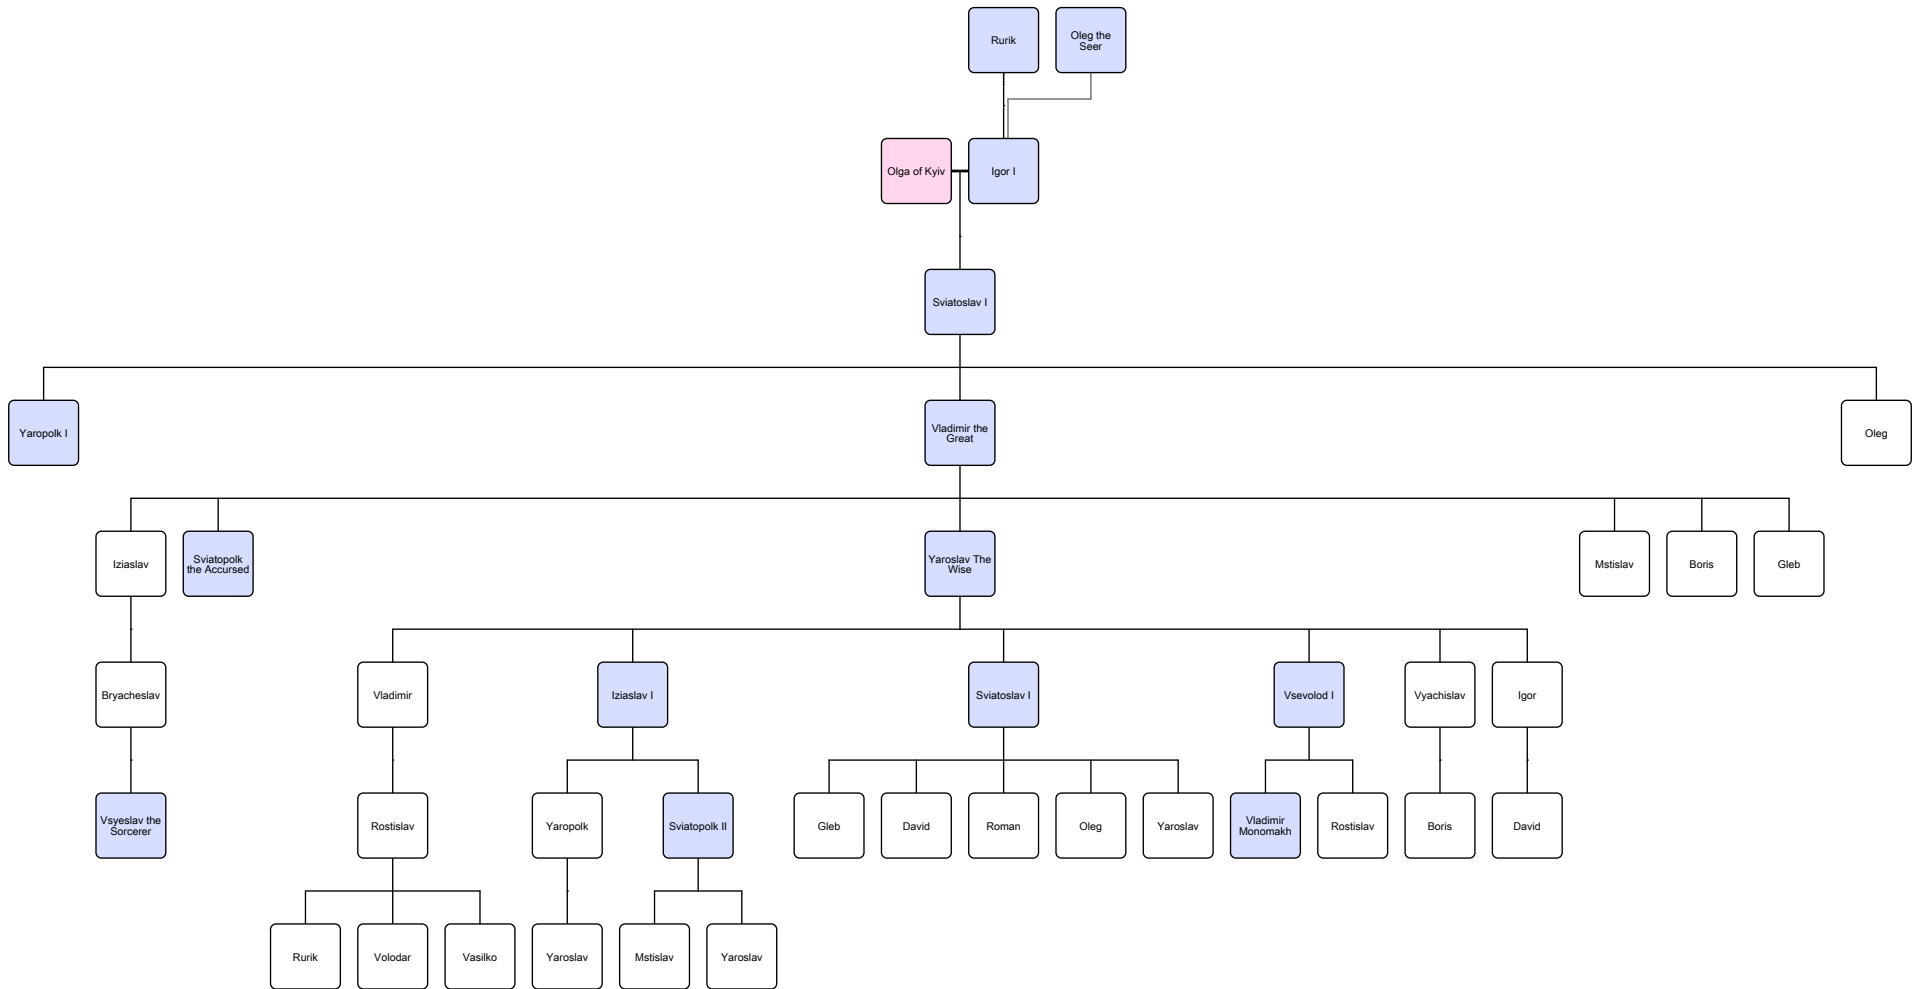 Rurik
Oleg the
Seer
Olga of Kyiv
Igor I
Sviatoslav I
Yaropolk I
Vladimir the
Great
Oleg
Iziaslav
Sviatopolk
the Accursed
Yaroslav The
Wise
Mstislav
Boris
Gleb
Bryacheslav
Vladimir
Iziaslav I
Sviatoslav I
Vsevolod I
Vyachislav
Igor
Vsyeslav the
Sorcerer
Rostislav
Yaropolk
Sviatopolk II
Gleb
David
Roman
Oleg
Yaroslav
Vladimir
Monomakh
Rostislav
Boris
David
Rurik
Volodar
Vasilko
Yaroslav
Mstislav
Yaroslav